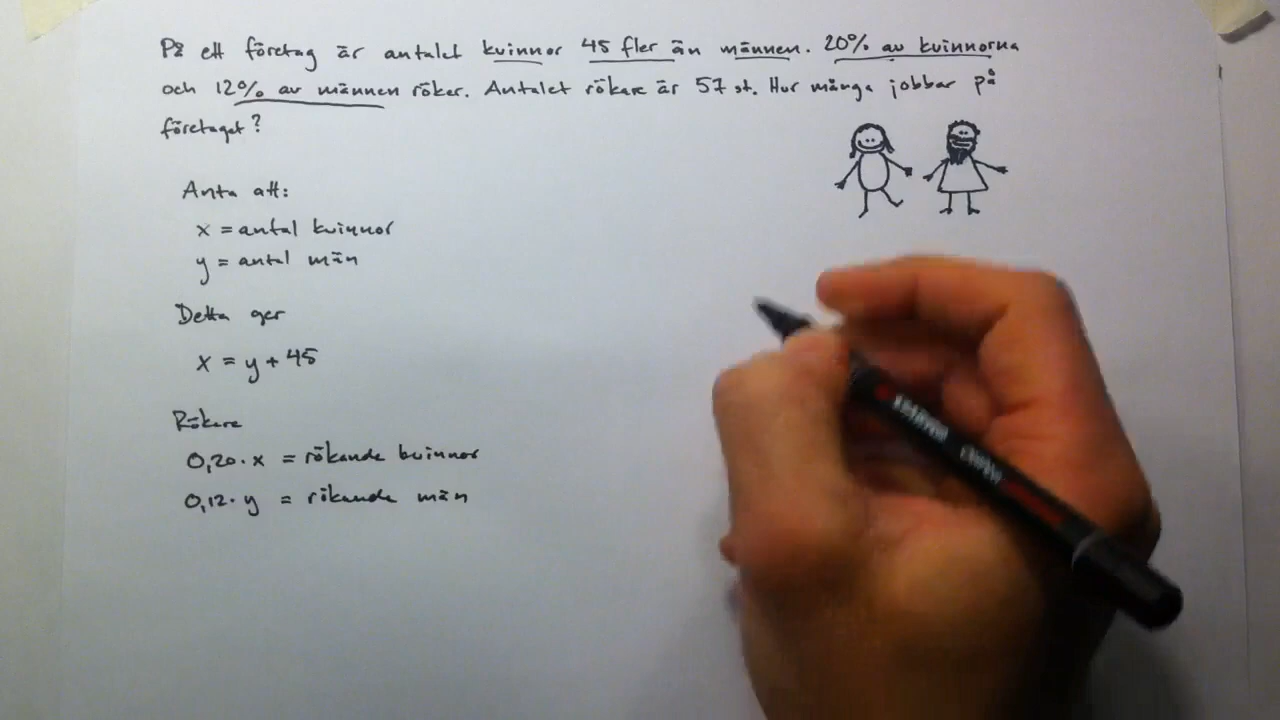 På ett företag är antalet kvinnor 45 fler än männen. 20% av kvinnorna
och 12% av männen röker. Antalet rökare är 57 st. Hur många jobbar på
företaget?
Anta att:
x = antal kvinnor
y = antal män
Detta ger
x = y + 45
Rökare
0,20·x = rökande kvinnor
0,12·y = rökande män